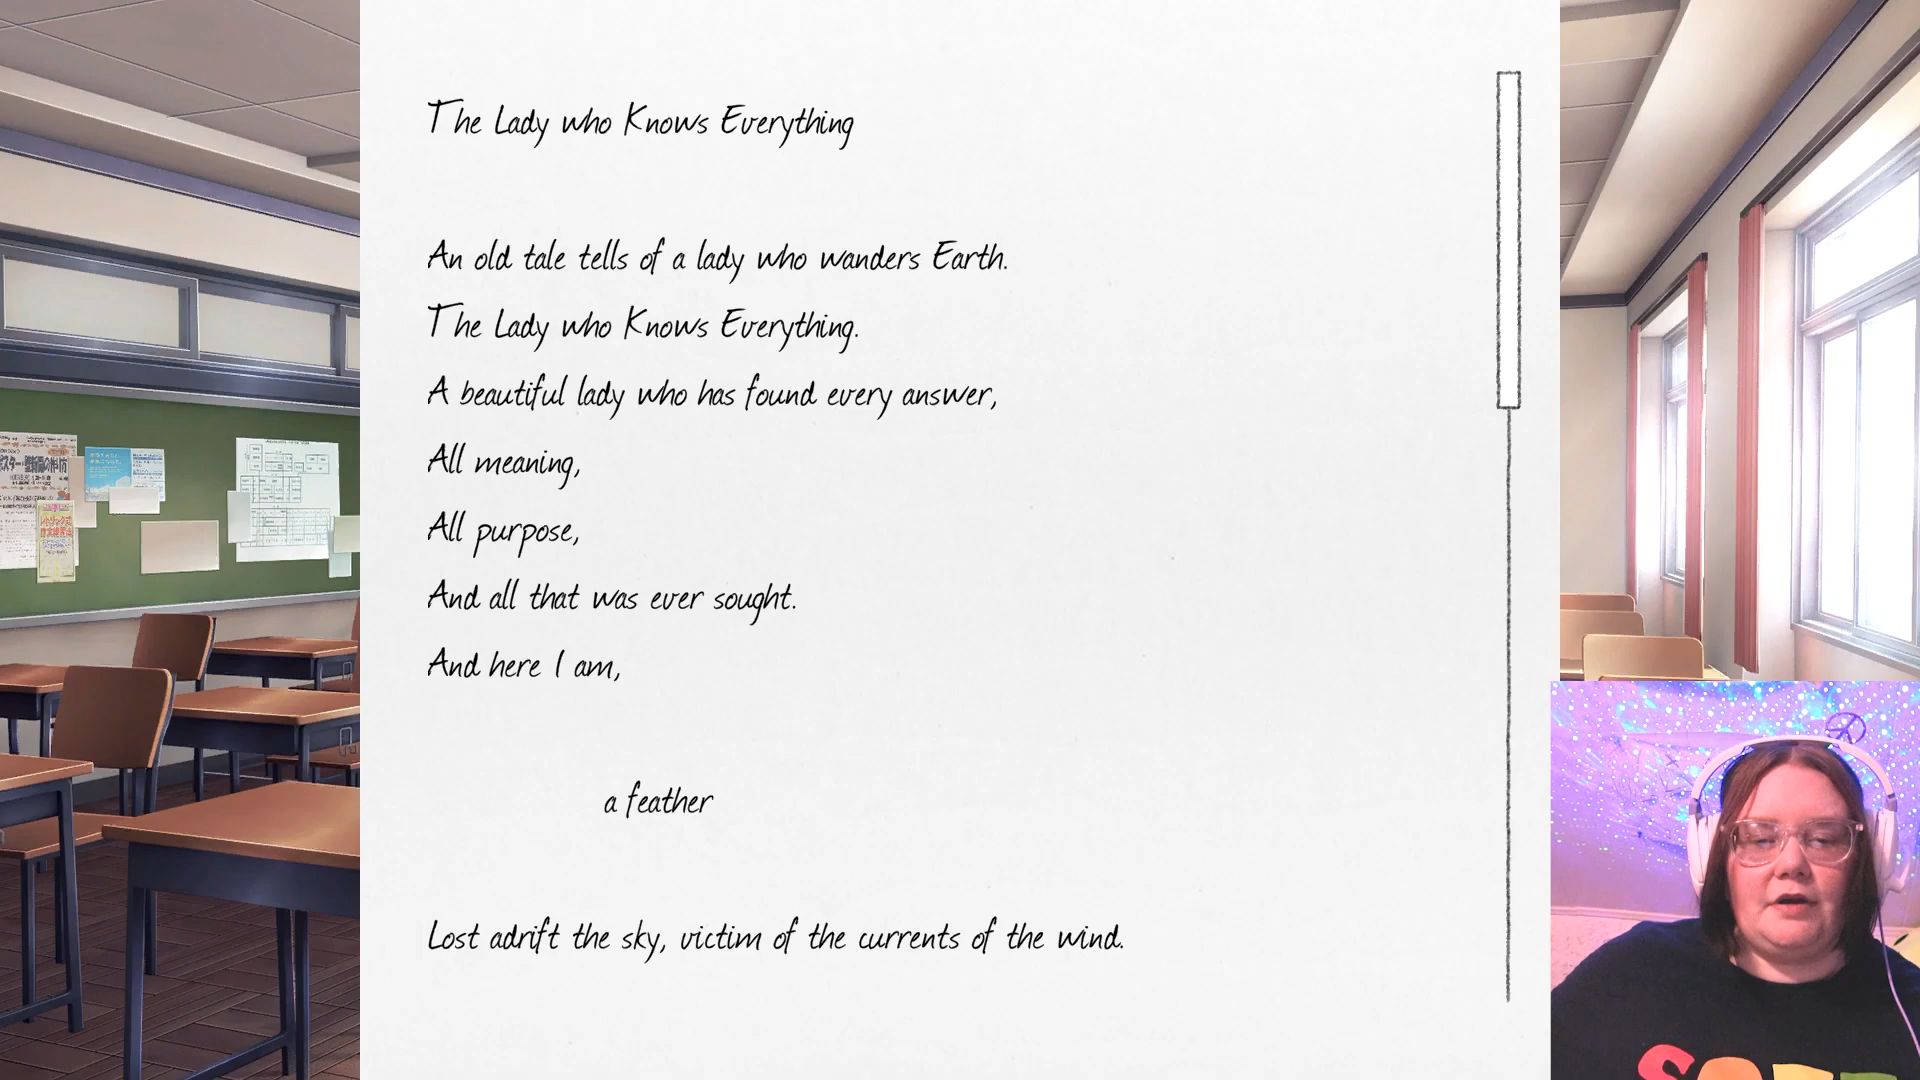 The Lady who Knows Everything
An old tale tells of a lady who wanders Earth.
The Lady who Knows Everything.
A beautiful lady who has found every answer,
All meaning,
All purpose,
And all that was ever sought.
And here I am,
a feather
Lost adrift the sky, victim of the currents of the wind.